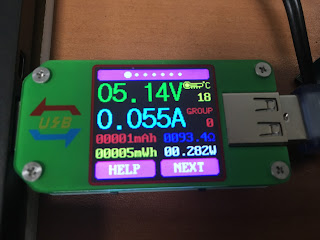 USB
05.14V
°C
18
0.055A
GROUP
0
00001mAh 0093.4Ω
00005mWh 00.282W
HELP NEXT